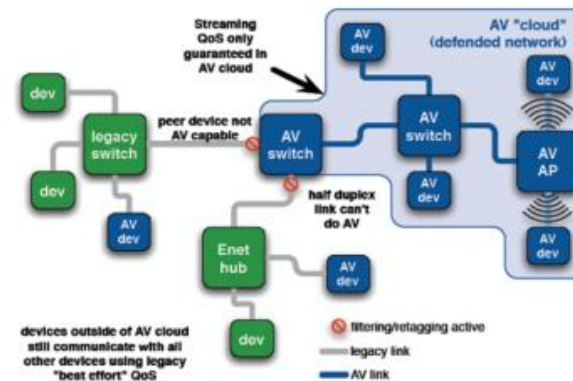 Streaming
QoS only
guaranteed in
AV cloud
AV "cloud"
(defended network)
AV
dev
AV
dev
dev
legacy
switch
peer device not
AV capable
AV
switch
AV
switch
AV
AP
dev
AV
dev
half duplex
link can't
do AV
AV
dev
AV
dev
Enet
hub
AV
dev
dev
devices outside of AV cloud
still communicate with all
other devices using legacy
"best effort" QoS
filtering/retagging active
legacy link
AV link